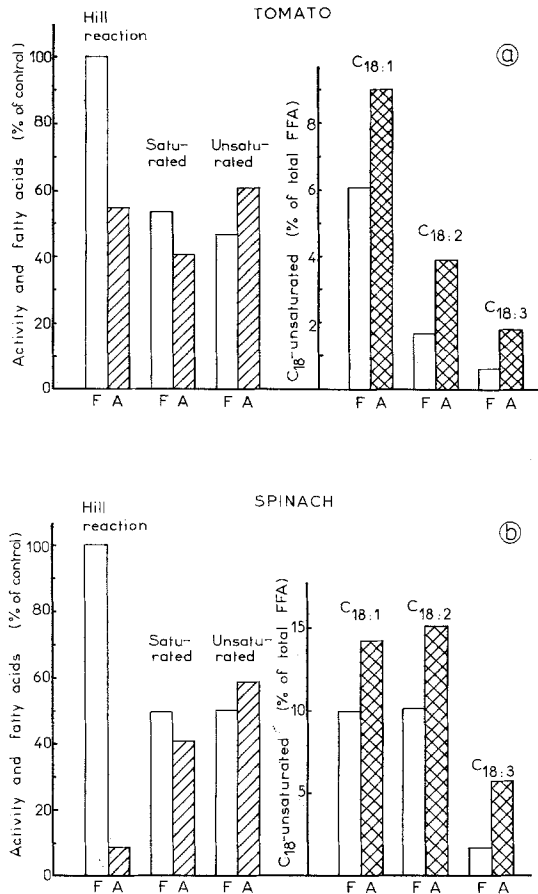 TOMATO
Hill
reaction
ⓐ
Activity and fatty acids (% of control)
100
80
60
40
20
0
Satu-
rated
Unsatu-
rated
F A
F A
F A
C18-unsaturated (% of total FFA)
8
6
4
2
C18:1
C18:2
C18:3
F A
F A
F A
SPINACH
Hill
reaction
ⓑ
Activity and fatty acids (% of control)
100
80
60
40
20
0
Satu-
rated
Unsatu-
rated
F A
F A
F A
C18-unsaturated (% of total FFA)
15
10
5
C18:1
C18:2
C18:3
F A
F A
F A